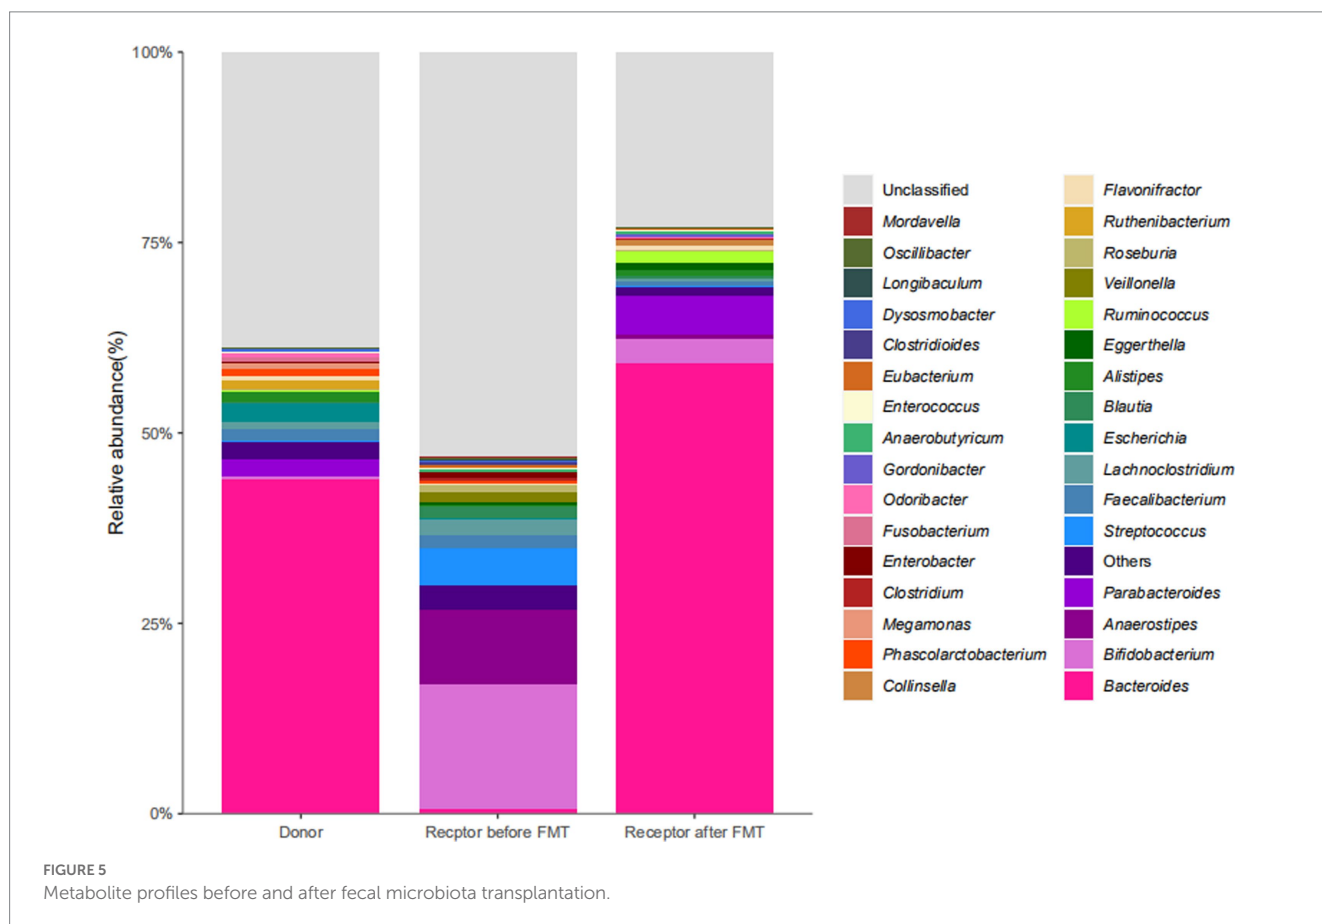 100%
75%
50%
25%
0%
Relative abundance(%)
Donor
Recptor before FMT
Receptor after FMT
Unclassified
Mordavella
Oscillibacter
Longibaculum
Dysosmobacter
Clostridioides
Eubacterium
Enterococcus
Anaerobutyricum
Gordonibacter
Odoribacter
Fusobacterium
Enterobacter
Clostridium
Megamonas
Phascolarctobacterium
Collinsella
Flavonifractor
Ruthenibacterium
Roseburia
Veillonella
Ruminococcus
Eggerthella
Alistipes
Blautia
Escherichia
Lachnoclostridium
Faecalibacterium
Streptococcus
Others
Parabacteroides
Anaerostipes
Bifidobacterium
Bacteroides
FIGURE 5
Metabolite profiles before and after fecal microbiota transplantation.